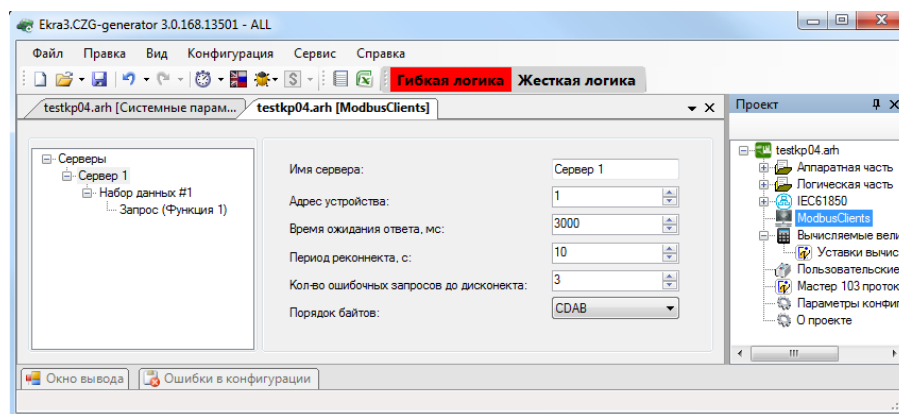 Ekra3.CZG-generator 3.0.168.13501 - ALL
Файл Правка Вид Конфигурация Сервис Справка
Гибкая логика Жесткая логика
testkp04.arh [Системные парам... testkp04.arh [ModbusClients]
Серверы
Сервер 1
Набор данных #1
Запрос (Функция 1)
Имя сервера: Сервер 1
Адрес устройства: 1
Время ожидания ответа, мс: 3000
Период реконнекта, с: 10
Кол-во ошибочных запросов до дисконекта: 3
Порядок байтов: CDAB
Проект
testkp04.arh
Аппаратная часть
Логическая часть
IEC61850
ModbusClients
Вычисляемые вели
Уставки вычис
Пользовательские
Мастер 103 проток
Параметры конфиг
О проекте
Окно вывода Ошибки в конфигурации